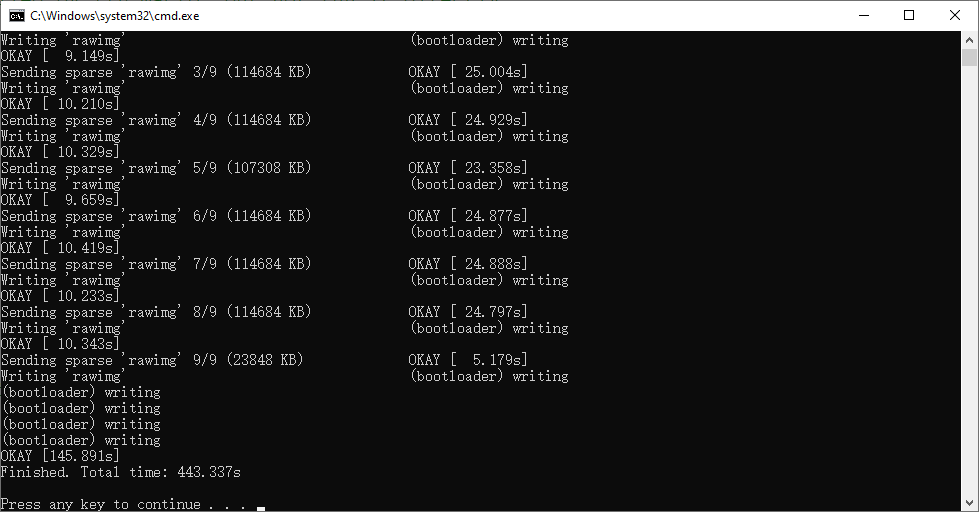 C:\Windows\system32\cmd.exe
Writing 'rawimg'                                   (bootloader) writing
OKAY [  9.149s]
Sending sparse 'rawimg' 3/9 (114684 KB)            OKAY [ 25.004s]
Writing 'rawimg'                                   (bootloader) writing
OKAY [ 10.210s]
Sending sparse 'rawimg' 4/9 (114684 KB)            OKAY [ 24.929s]
Writing 'rawimg'                                   (bootloader) writing
OKAY [ 10.329s]
Sending sparse 'rawimg' 5/9 (107308 KB)            OKAY [ 23.358s]
Writing 'rawimg'                                   (bootloader) writing
OKAY [  9.659s]
Sending sparse 'rawimg' 6/9 (114684 KB)            OKAY [ 24.877s]
Writing 'rawimg'                                   (bootloader) writing
OKAY [ 10.419s]
Sending sparse 'rawimg' 7/9 (114684 KB)            OKAY [ 24.888s]
Writing 'rawimg'                                   (bootloader) writing
OKAY [ 10.233s]
Sending sparse 'rawimg' 8/9 (114684 KB)            OKAY [ 24.797s]
Writing 'rawimg'                                   (bootloader) writing
OKAY [ 10.343s]
Sending sparse 'rawimg' 9/9 (23848 KB)             OKAY [  5.179s]
Writing 'rawimg'                                   (bootloader) writing
(bootloader) writing
(bootloader) writing
(bootloader) writing
(bootloader) writing
OKAY [145.891s]
Finished. Total time: 443.337s
Press any key to continue . . .